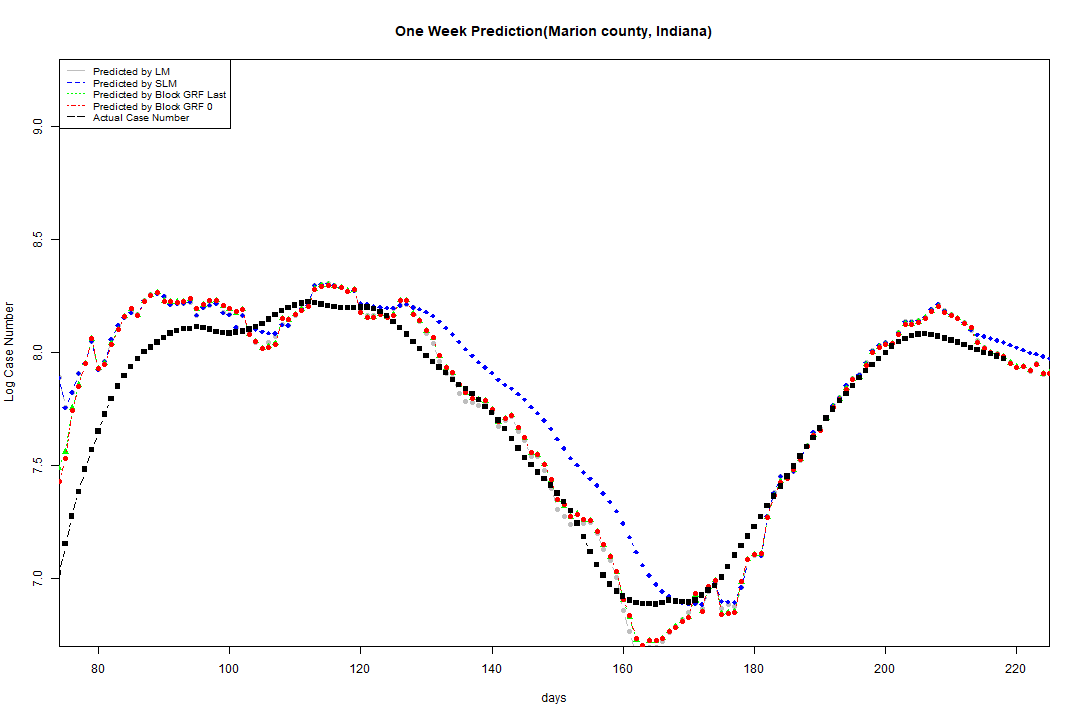 One Week Prediction(Marion county, Indiana)
Predicted by LM
Predicted by SLM
Predicted by Block GRF Last
Predicted by Block GRF 0
Actual Case Number
9.0
8.5
8.0
7.5
7.0
Log Case Number
80 100 120 140 160 180 200 220
days